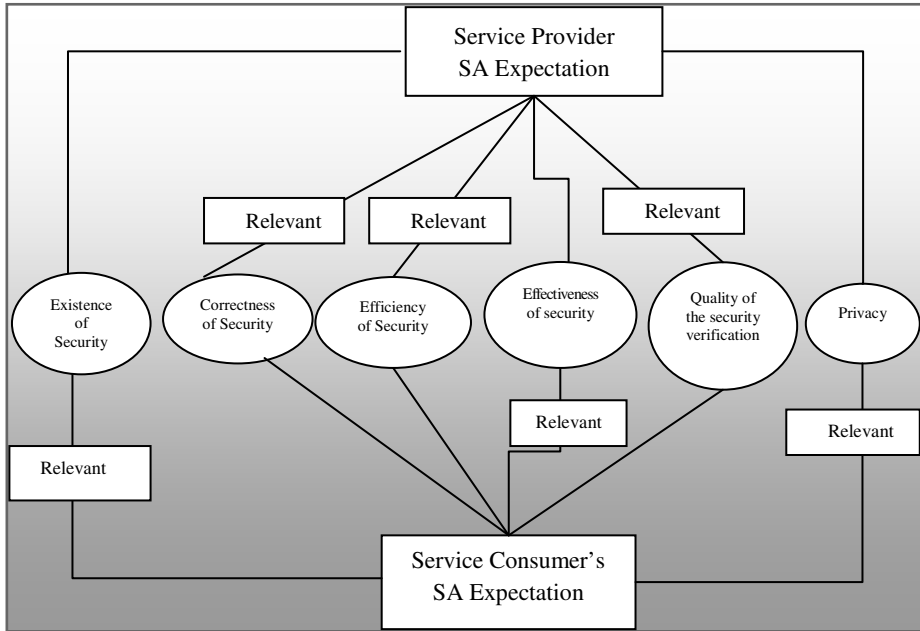 Service Provider
SA Expectation
Relevant
Relevant
Relevant
Existence
of
Security
Correctness
of Security
Efficiency
of Security
Effectiveness
of security
Quality of
the security
verification
Privacy
Relevant
Relevant
Relevant
Service Consumer's
SA Expectation